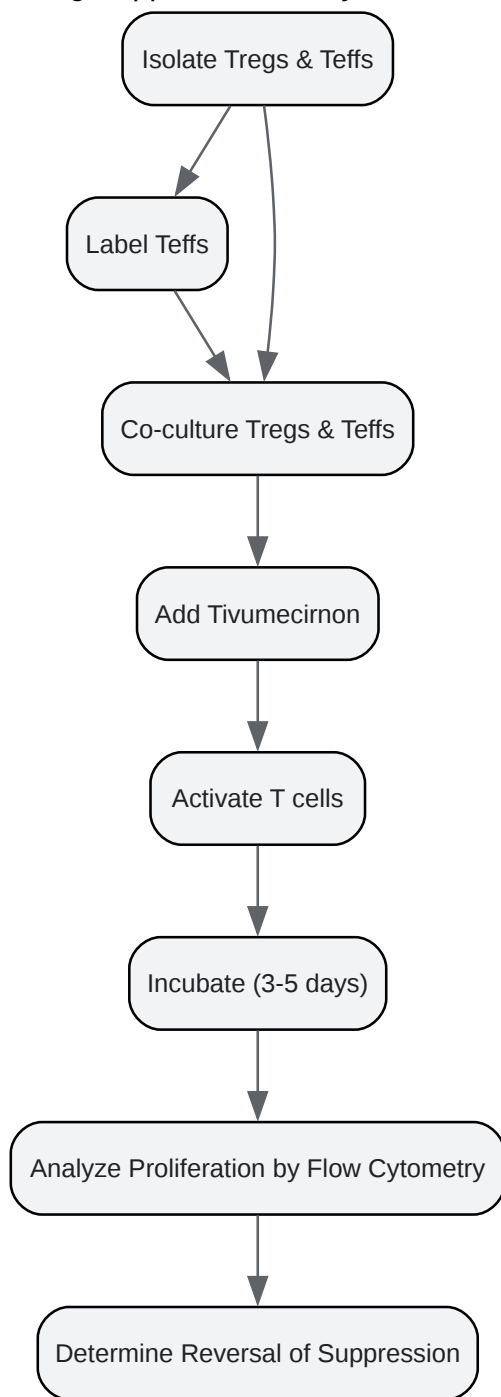 Isolate Tregs & Teffs
Label Teffs
Co-culture Tregs & Teffs
Add Tivumecirnon
Activate T cells
Incubate (3-5 days)
Analyze Proliferation by Flow Cytometry
Determine Reversal of Suppression